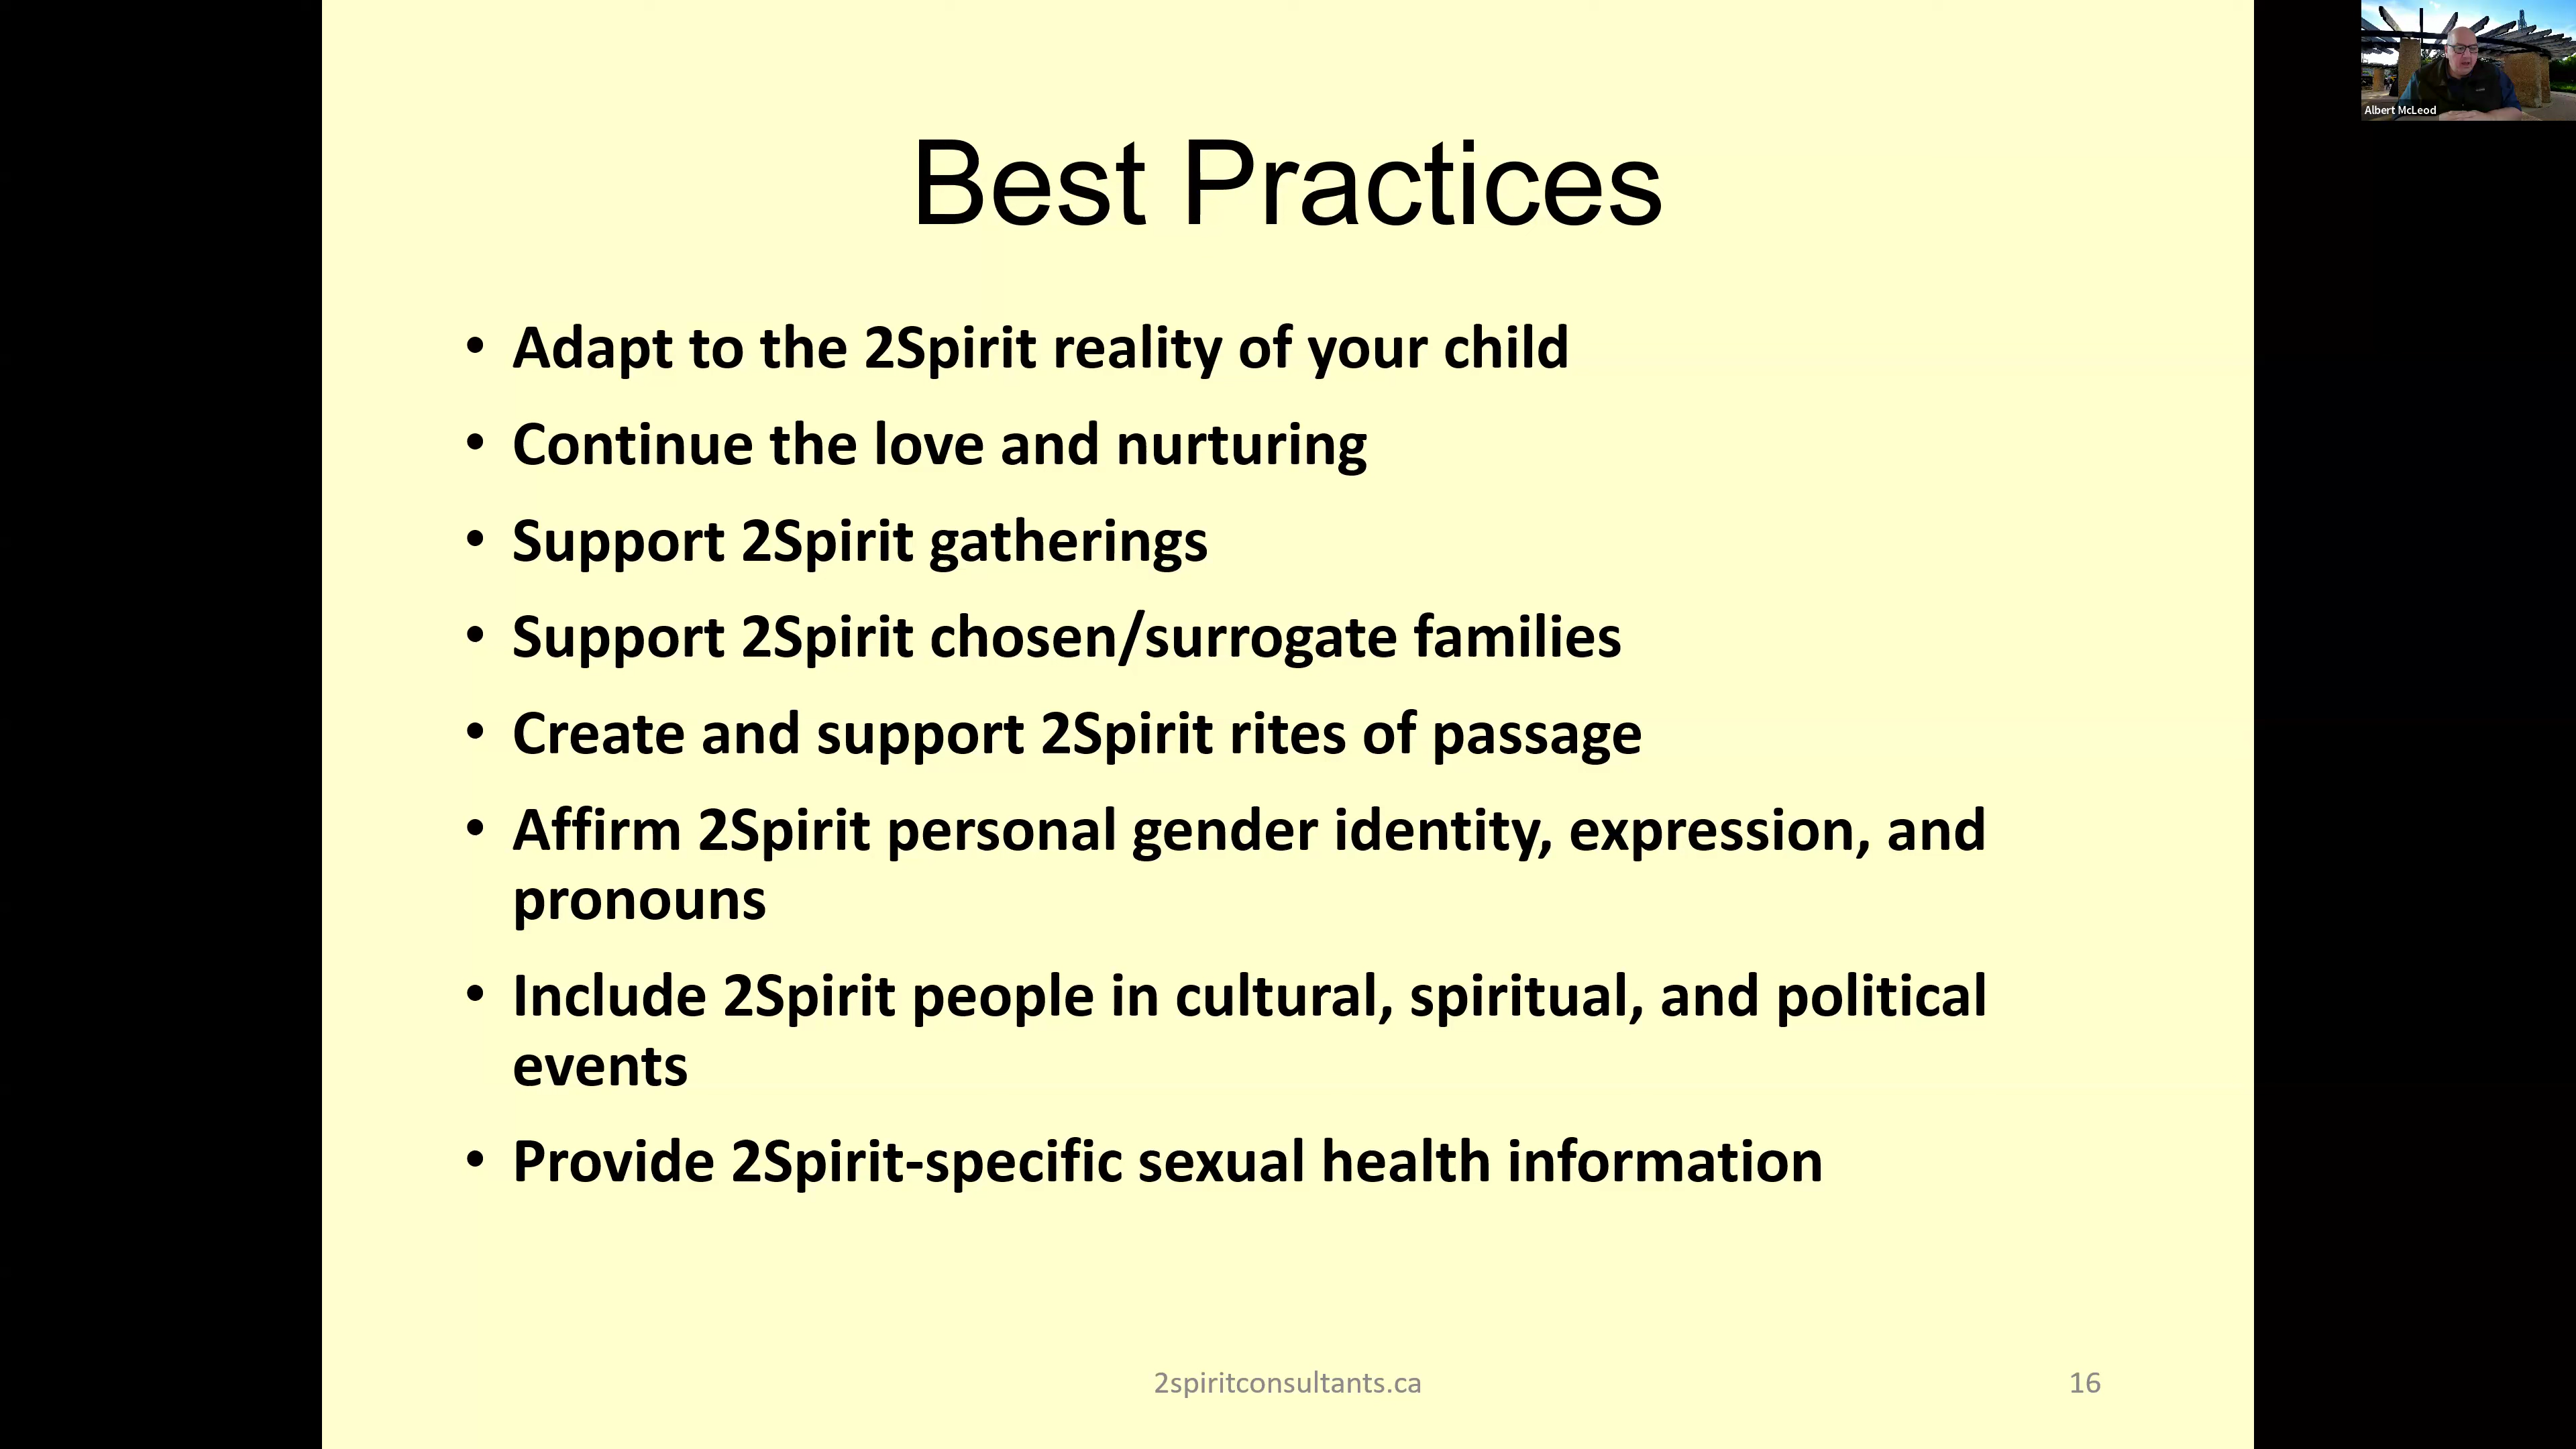 Best Practices
• Adapt to the 2Spirit reality of your child
• Continue the love and nurturing
• Support 2Spirit gatherings
• Support 2Spirit chosen/surrogate families
• Create and support 2Spirit rites of passage
• Affirm 2Spirit personal gender identity, expression, and
pronouns
• Include 2Spirit people in cultural, spiritual, and political
events
• Provide 2Spirit-specific sexual health information
2spiritconsultants.ca
16
Albert McLeod